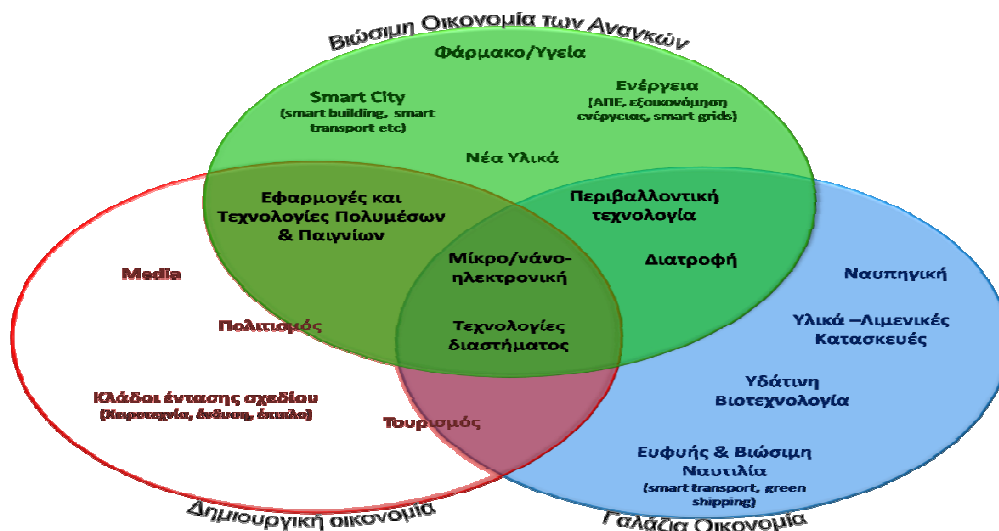 Βιώσιμη Οικονομία των Αναγκών
Φάρμακο/Υγεία
Smart City
(smart building, smart
transport etc)
Ενέργεια
(ΑΠΕ, εξοικονόμηση
ενέργειας, smart grids)
Νέα Υλικά
Εφαρμογές και
Τεχνολογίες Πολυμέσων
& Παιγνίων
Περιβαλλοντική
τεχνολογία
Μίκρο/νάνο-
ηλεκτρονική
Διατροφή
Media
Ναυπηγική
Πολιτισμός
Τεχνολογίες
διαστήματος
Υλικά –Λιμενικές
Κατασκευές
Κλάδοι έντασης σχεδίου
(Χειροτεχνία, ένδυση, έπιπλο)
Τουρισμός
Υδάτινη
Βιοτεχνολογία
Ευφυής & Βιώσιμη
Ναυτιλία
(smart transport, green
shipping)
Δημιουργική οικονομία
Γαλάζια Οικονομία